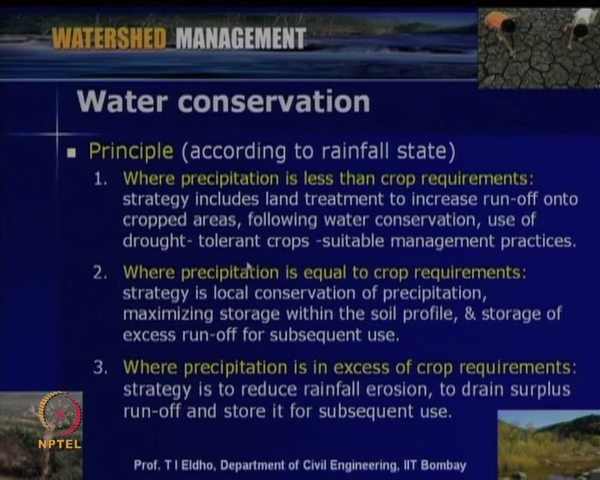 WATERSHED MANAGEMENT
Water conservation
Principle (according to rainfall state)
1. Where precipitation is less than crop requirements:
strategy includes land treatment to increase run-off onto
cropped areas, following water conservation, use of
drought- tolerant crops -suitable management practices.
2. Where precipitation is equal to crop requirements:
strategy is local conservation of precipitation,
maximizing storage within the soil profile, & storage of
excess run-off for subsequent use.
3. Where precipitation is in excess of crop requirements:
strategy is to reduce rainfall erosion, to drain surplus
run-off and store it for subsequent use.
NPTEL
Prof. T I Eldho, Department of Civil Engineering, IIT Bombay